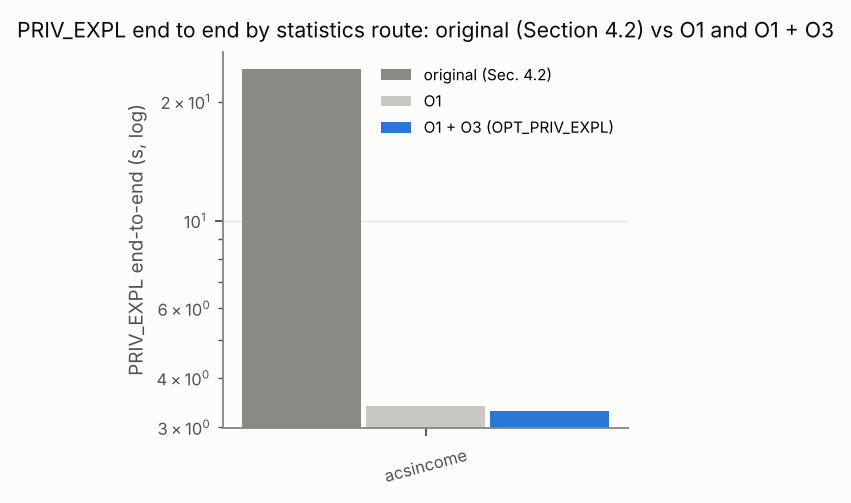 PRIV_EXPL end to end by statistics route: original (Section 4.2) vs O1 and O1 + O3
original (Sec. 4.2)
O1
O1 + O3 (OPT_PRIV_EXPL)
PRIV_EXPL end-to-end (s, log)
2 × 10¹
10¹
6 × 10⁰
4 × 10⁰
3 × 10⁰
acsincome